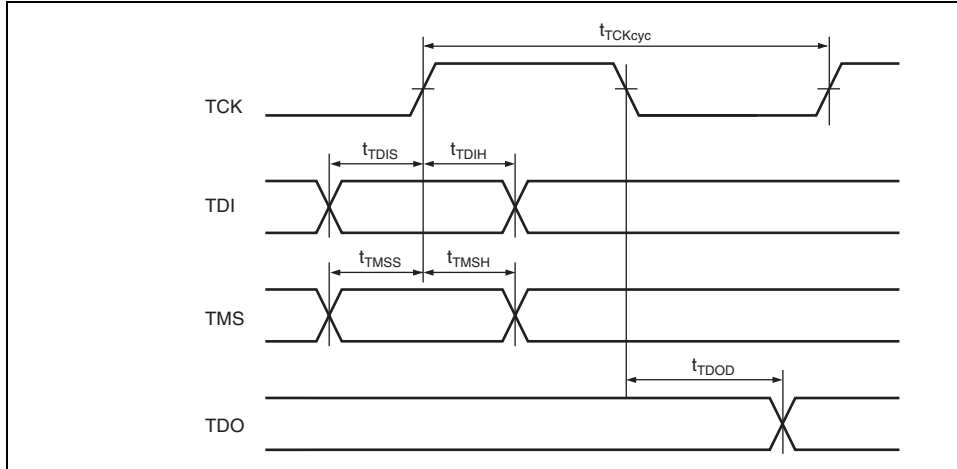 tTCKcyc
TCK
tTDIS tTDIH
TDI
tTMSS tTMSH
TMS
tTDOD
TDO